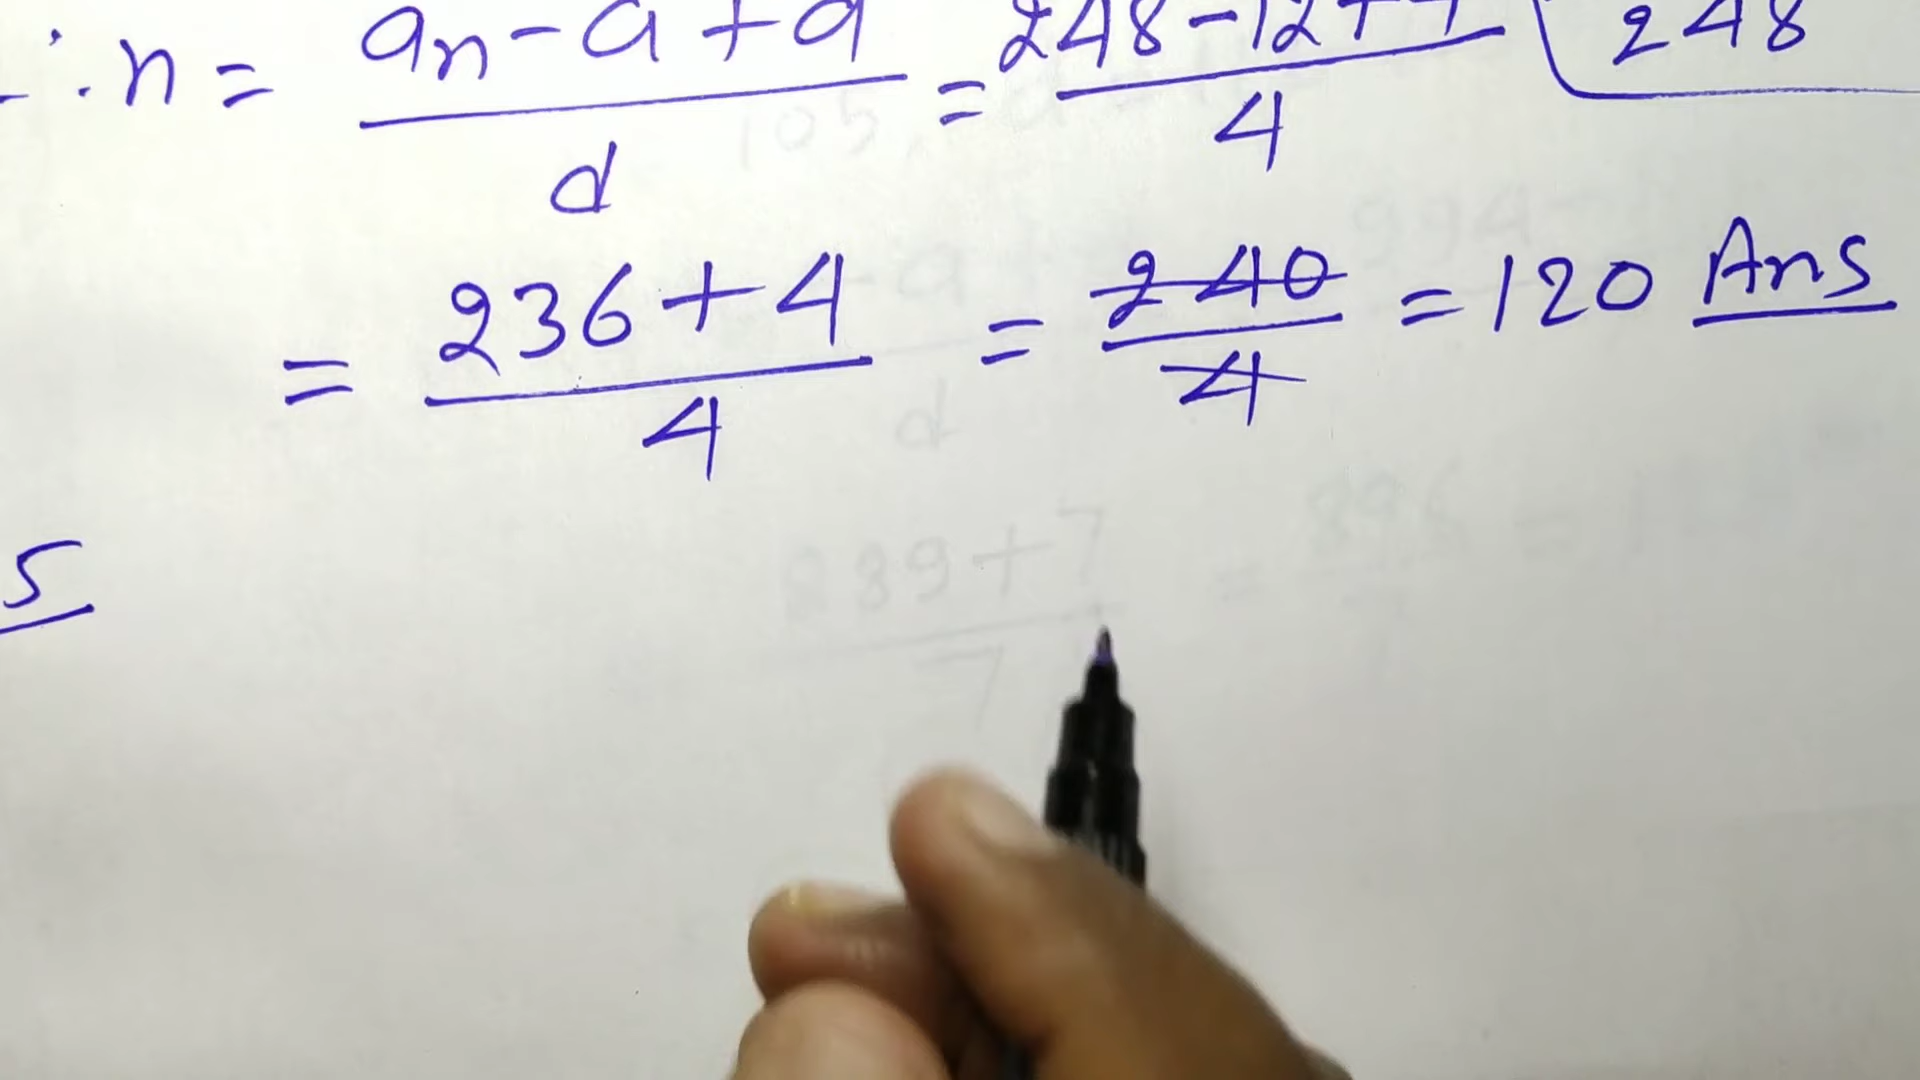 ∴ n = an - a + d / d = 248 - 12 + 4 / 4 248
= 236 + 4 / 4 = 240 / 4 = 120 Ans
5